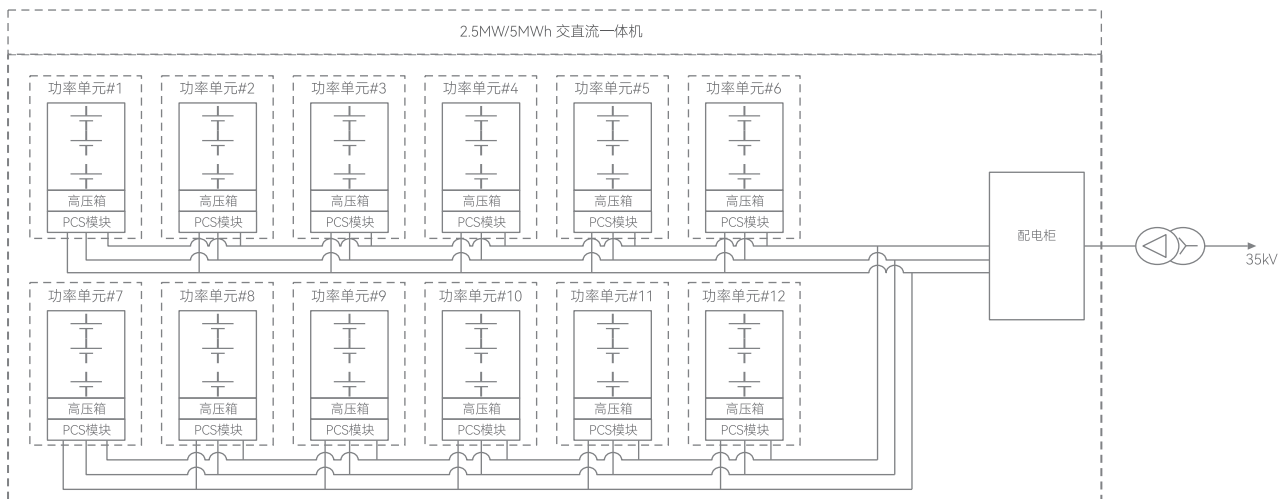 2.5MW/5MWh 交直流一体机
功率单元#1
功率单元#2
功率单元#3
功率单元#4
功率单元#5
功率单元#6
高压箱
高压箱
高压箱
高压箱
高压箱
高压箱
PCS模块
PCS模块
PCS模块
PCS模块
PCS模块
PCS模块
配电柜
35kV
功率单元#7
功率单元#8
功率单元#9
功率单元#10
功率单元#11
功率单元#12
高压箱
高压箱
高压箱
高压箱
高压箱
高压箱
PCS模块
PCS模块
PCS模块
PCS模块
PCS模块
PCS模块